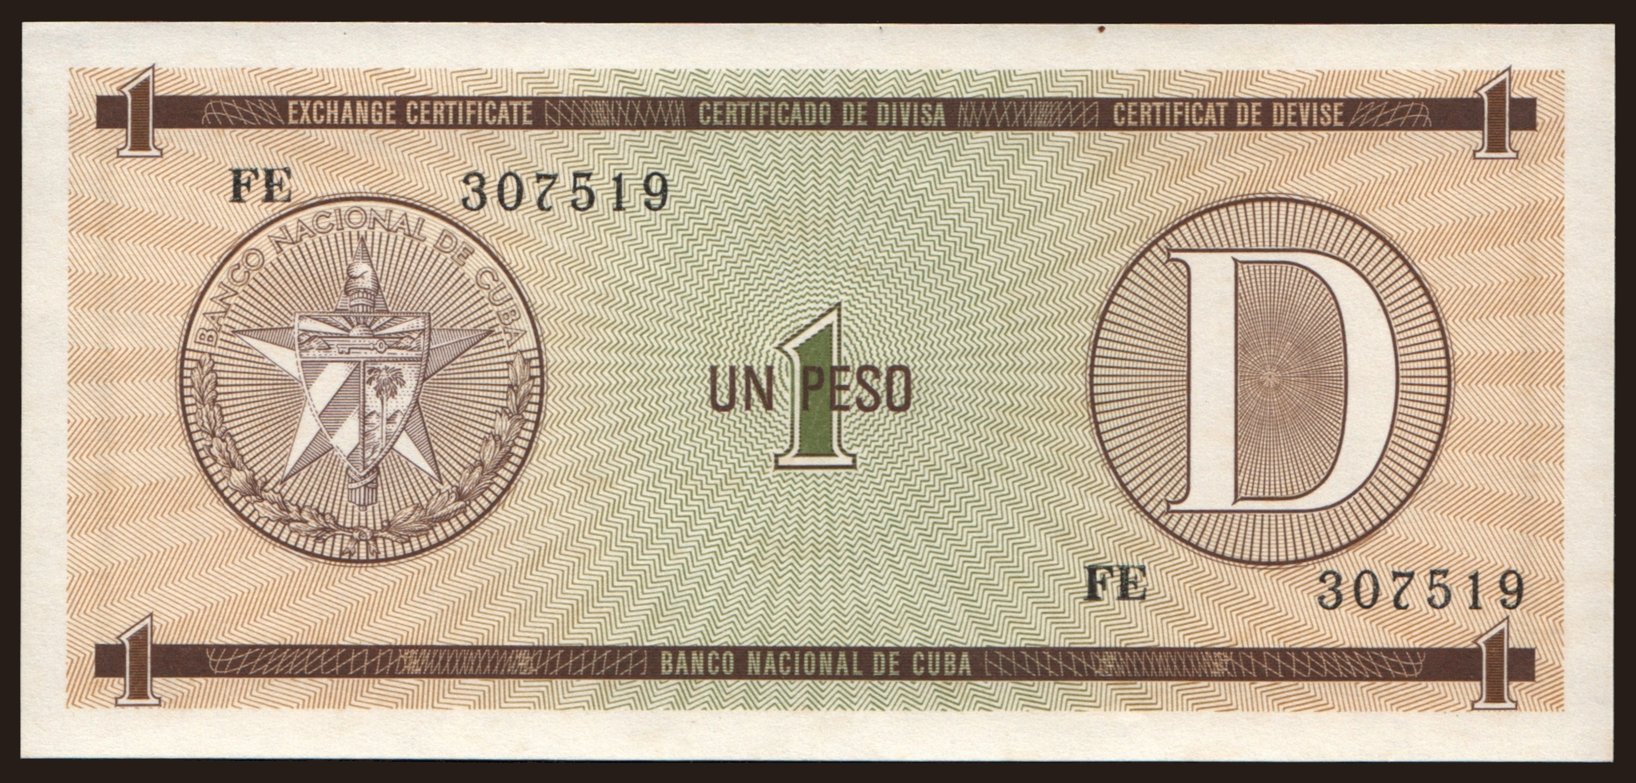 1 EXCHANGE CERTIFICATE CERTIFICADO DE DIVISA CERTIFICAT DE DEVISE 1
FE 307519
BANCO NACIONAL DE CUBA
UN 1 PESO
D
FE 307519
1 BANCO NACIONAL DE CUBA 1